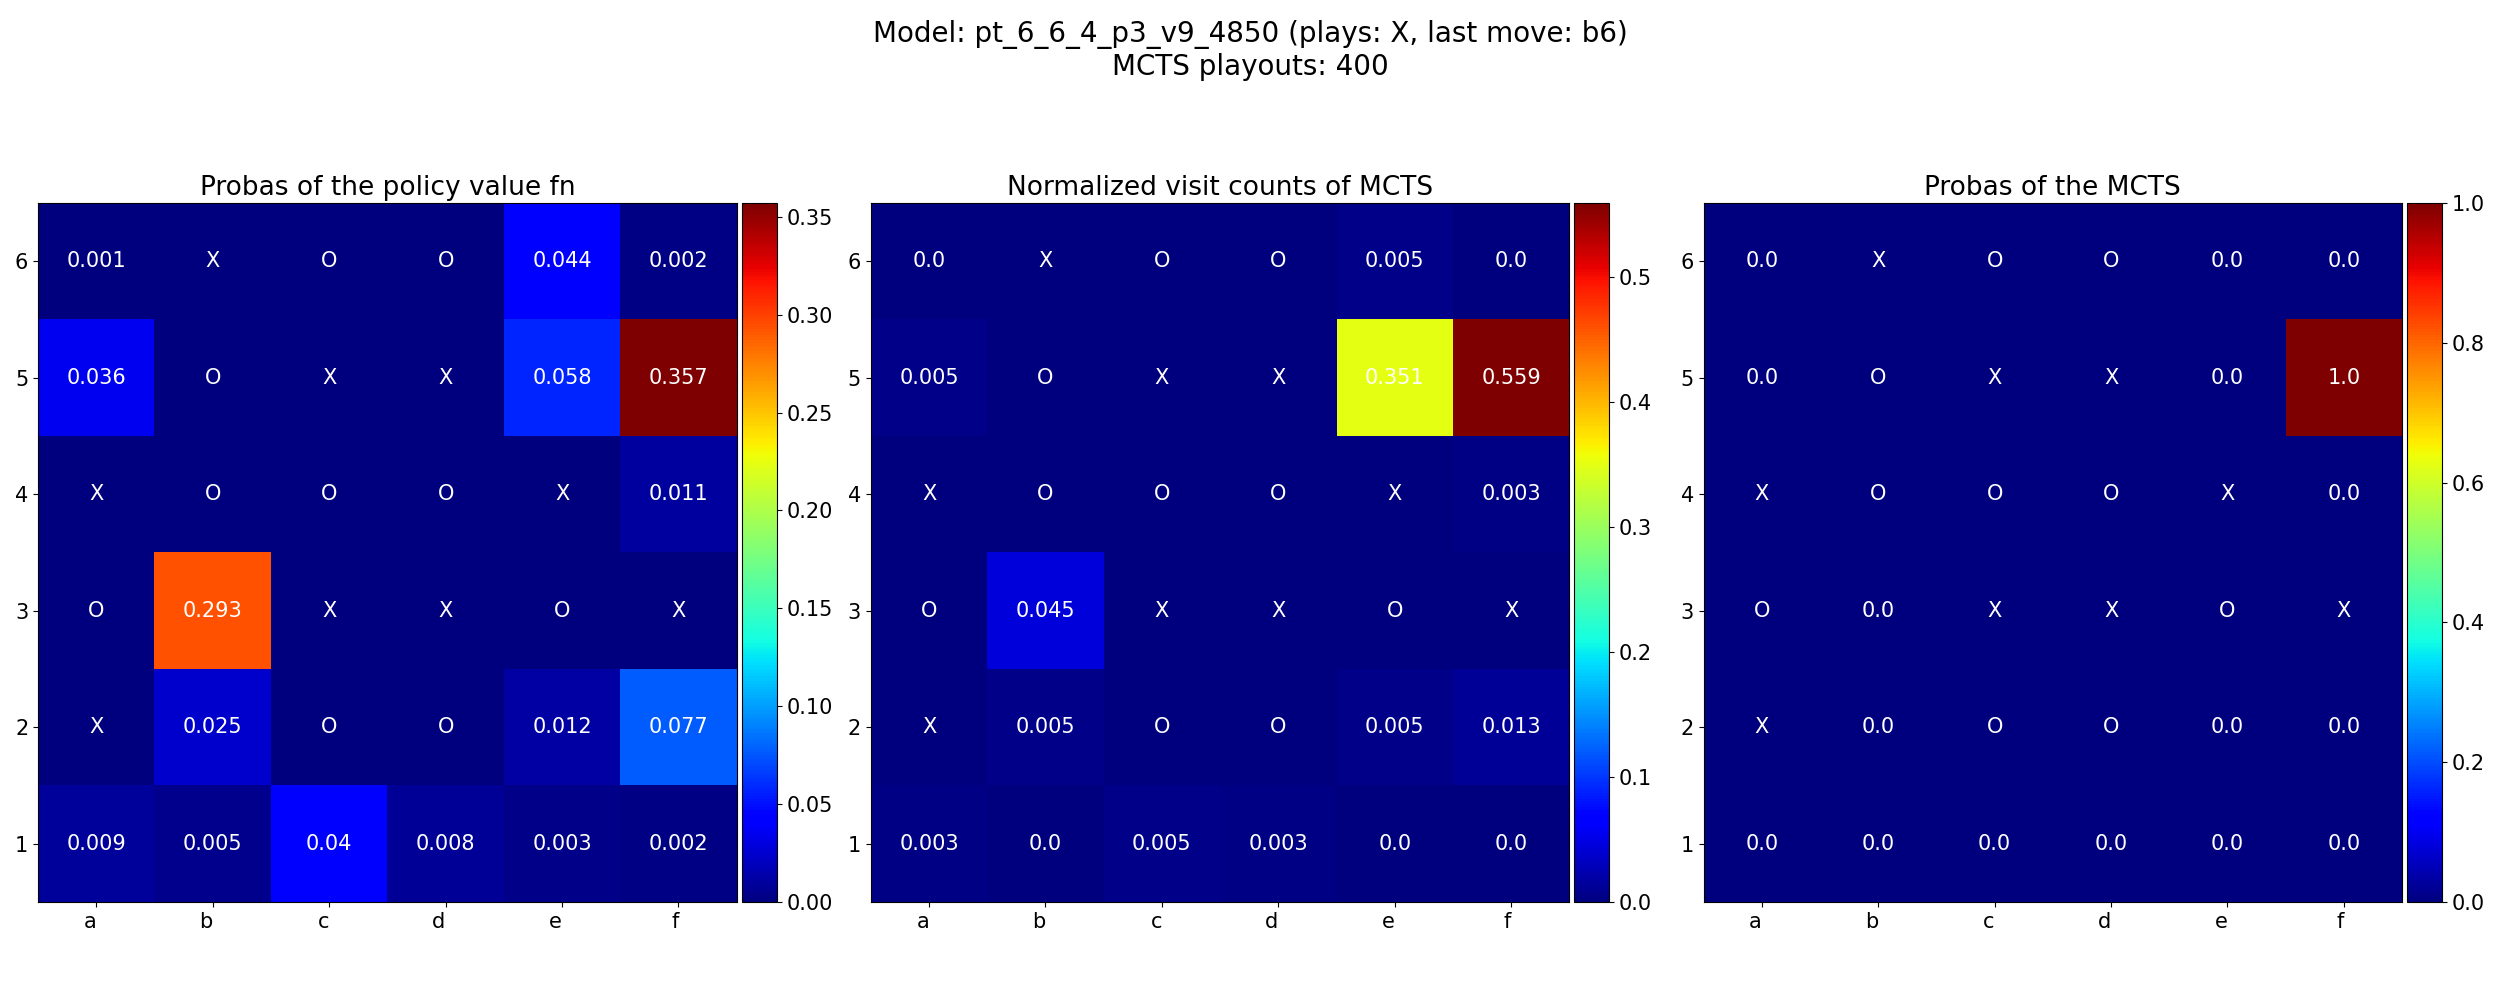 Model: pt_6_6_4_p3_v9_4850 (plays: X, last move: b6)
MCTS playouts: 400
Probas of the policy value fn
6 0.001 X O O 0.044 0.002
5 0.036 O X X 0.058 0.357
4 X O O O X 0.011
3 O 0.293 X X O X
2 X 0.025 O O 0.012 0.077
1 0.009 0.005 0.04 0.008 0.003 0.002
a b c d e f
0.35
0.30
0.25
0.20
0.15
0.10
0.05
0.00
Normalized visit counts of MCTS
6 0.0 X O O 0.005 0.0
5 0.005 O X X 0.351 0.559
4 X O O O X 0.003
3 O 0.045 X X O X
2 X 0.005 O O 0.005 0.013
1 0.003 0.0 0.005 0.003 0.0 0.0
a b c d e f
0.5
0.4
0.3
0.2
0.1
0.0
Probas of the MCTS
6 0.0 X O O 0.0 0.0
5 0.0 O X X 0.0 1.0
4 X O O O X 0.0
3 O 0.0 X X O X
2 X 0.0 O O 0.0 0.0
1 0.0 0.0 0.0 0.0 0.0 0.0
a b c d e f
1.0
0.8
0.6
0.4
0.2
0.0